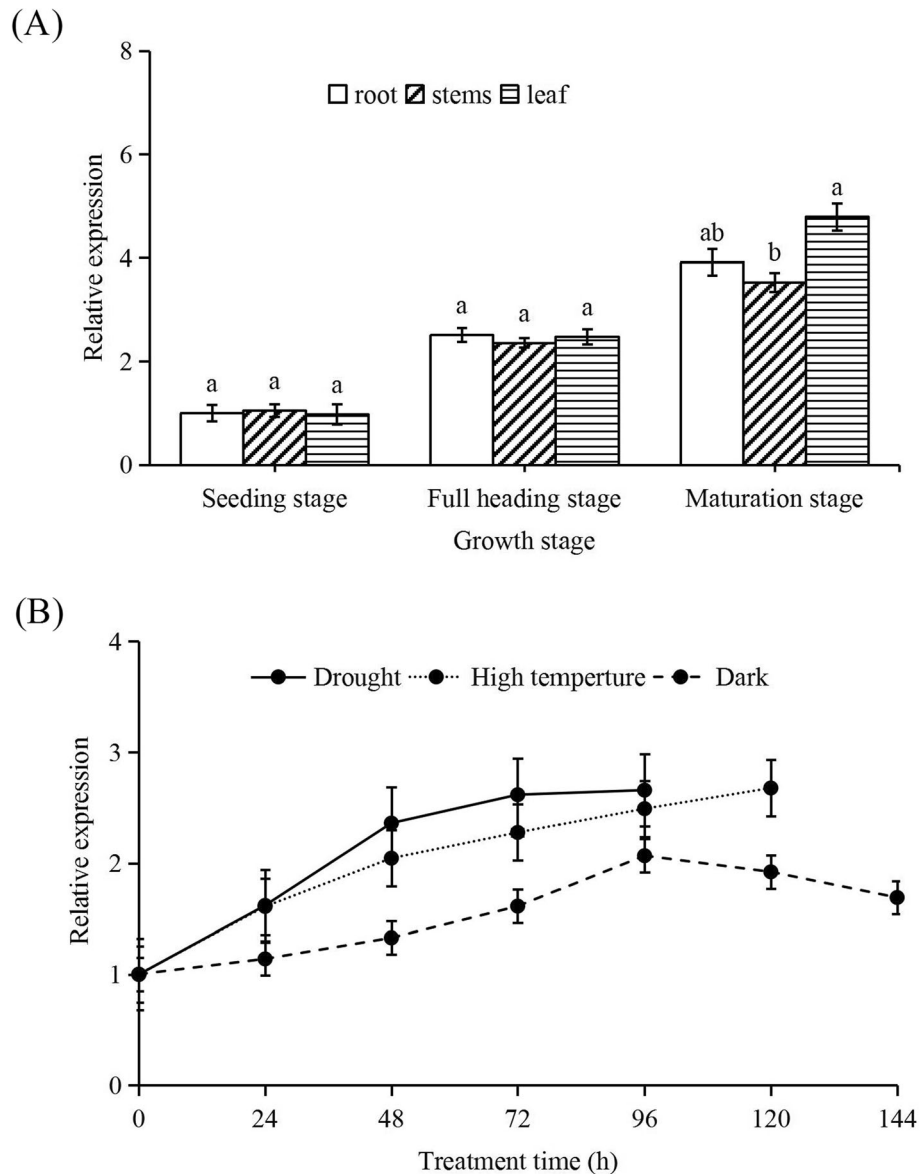 (A)
8
root stems leaf
6
a
ab
b
4
a a a
2
a a a
0
Seeding stage Full heading stage Maturation stage
Growth stage
Relative expression
(B)
4
Drought High temperture Dark
3
2
1
0
0 24 48 72 96 120 144
Treatment time (h)
Relative expression